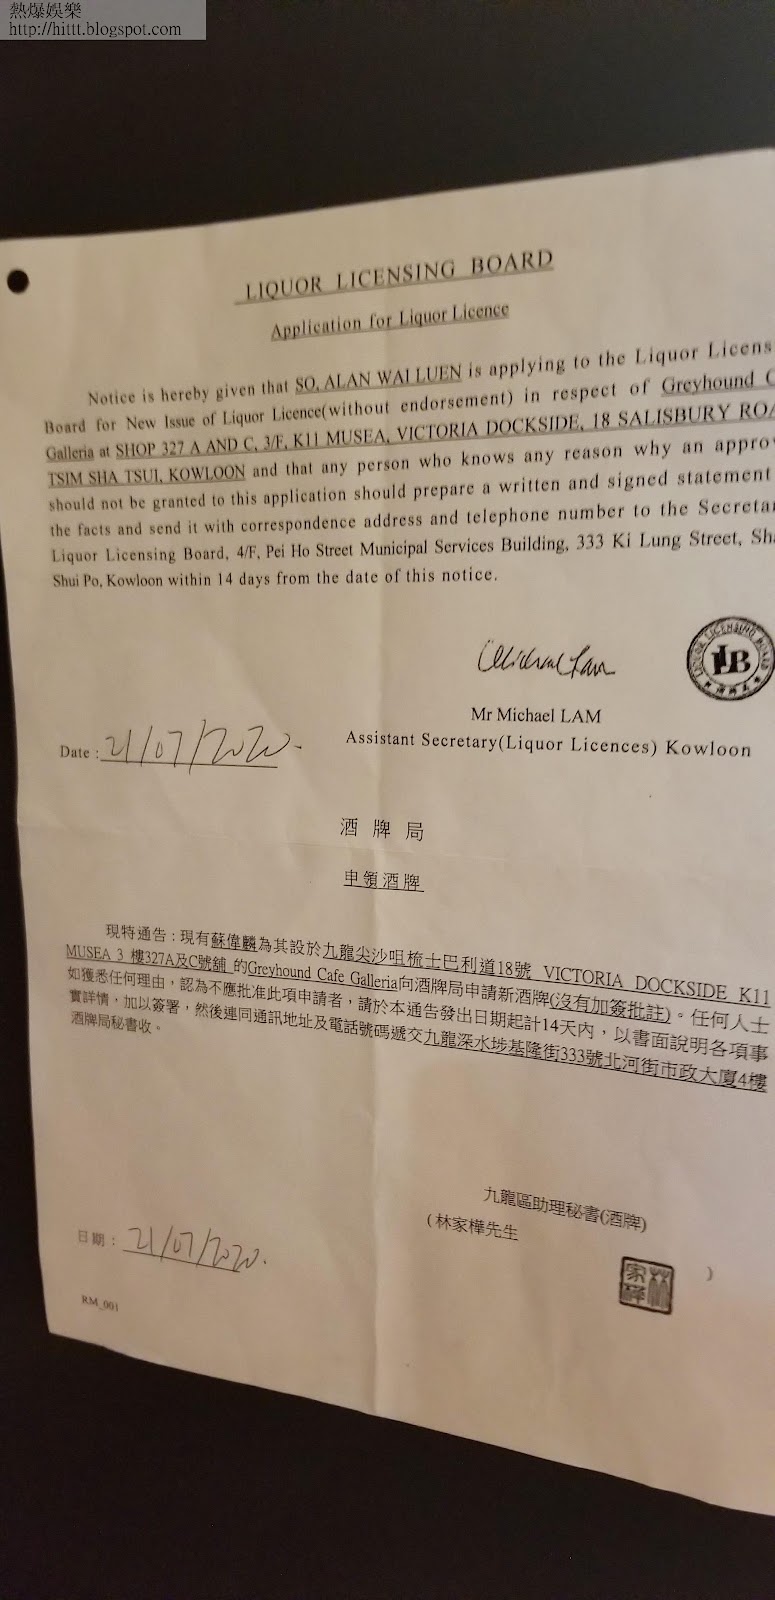 熱爆娛樂
http://hittt.blogspot.com
LIQUOR LICENSING BOARD
Application for Liquor Licence
Notice is hereby given that SO, ALAN WAI LUEN is applying to the Liquor Licens
Board for New Issue of Liquor Licence(without endorsement) in respect of Greyhound C
Galleria at SHOP 327 A AND C, 3/F, K11 MUSEA, VICTORIA DOCKSIDE, 18 SALISBURY ROA
TSIM SHA TSUI, KOWLOON and that any person who knows any reason why an approv
should not be granted to this application should prepare a written and signed statement
the facts and send it with correspondence address and telephone number to the Secretar
Liquor Licensing Board, 4/F, Pei Ho Street Municipal Services Building, 333 Ki Lung Street, Sha
Shui Po, Kowloon within 14 days from the date of this notice.
Michael Lam
LIQUOR LICENSING BOARD
LLB
Mr Michael LAM
Assistant Secretary(Liquor Licences) Kowloon
Date : 21/07/2020
酒牌局
申領酒牌
現特通告：現有蘇偉麟為其設於九龍尖沙咀梳士巴利道18號 VICTORIA DOCKSIDE K11
MUSEA 3 樓327A及C號舖 的Greyhound Cafe Galleria向酒牌局申請新酒牌(沒有加簽批註)。任何人士
如獲悉任何理由，認為不應批准此項申請者，請於本通告發出日期起計14天內，以書面說明各項事
實詳情，加以簽署，然後連同通訊地址及電話號碼遞交九龍深水埗基隆街333號北河街市政大廈4樓
酒牌局秘書收。
九龍區助理秘書(酒牌)
(林家樺先生 )
林家樺
日期：21/07/2020.
RM_001